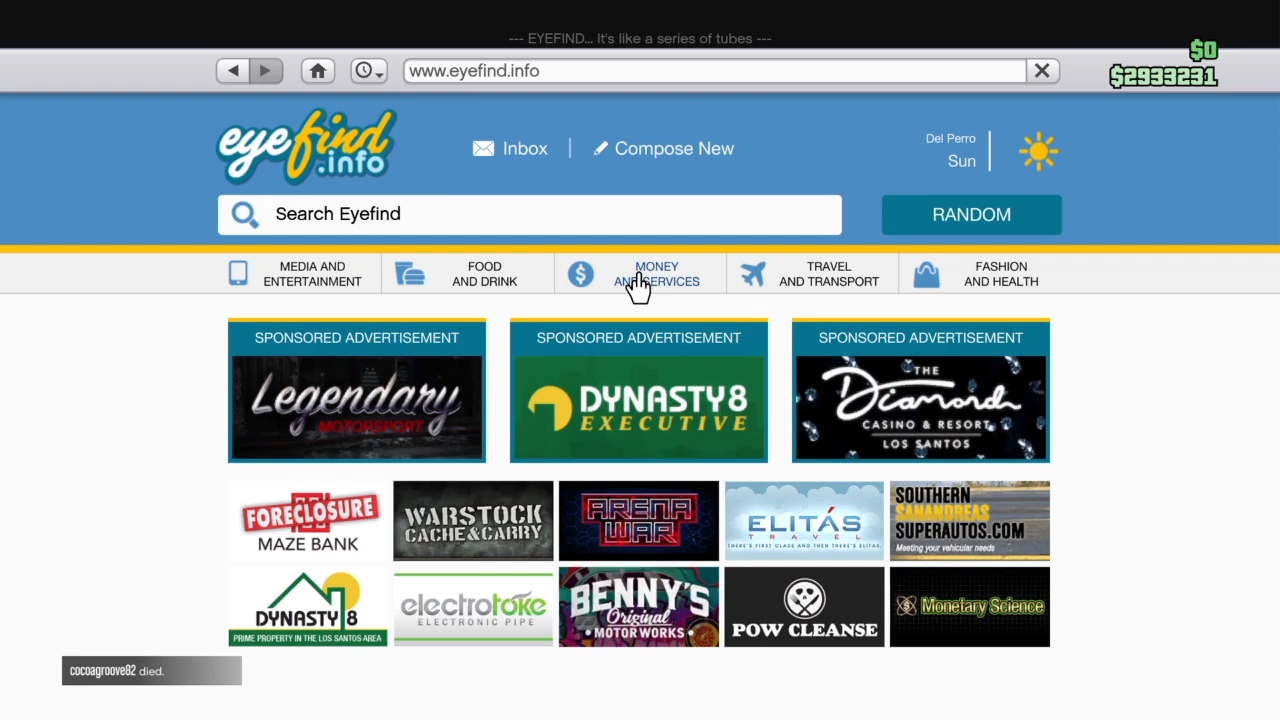 --- EYEFIND... It's like a series of tubes ---
$0
www.eyefind.info
$2933231
eyefind
.info
Inbox
Compose New
Del Perro
Sun
Search Eyefind
RANDOM
MEDIA AND
ENTERTAINMENT
FOOD
AND DRINK
MONEY
AND SERVICES
TRAVEL
AND TRANSPORT
FASHION
AND HEALTH
SPONSORED ADVERTISEMENT
Legendary
MOTORSPORT
SPONSORED ADVERTISEMENT
DYNASTY 8
EXECUTIVE
SPONSORED ADVERTISEMENT
THE
Diamond
CASINO & RESORT
LOS SANTOS
FORECLOSURE
MAZE BANK
WARSTOCK
CACHE & CARRY
ARENA
WAR
ELITÁS
TRAVEL
THERE'S FIRST CLASS AND THEN THERE'S ELITAS.
SOUTHERN
SANANDREAS
SUPERAUTOS.COM
Meeting your vehicular needs
DYNASTY 8
PRIME PROPERTY IN THE LOS SANTOS AREA
electrotoke
ELECTRONIC PIPE
BENNY'S
Original
MOTOR WORKS
POW CLEANSE
Monetary Science
cocoagroove82 died.